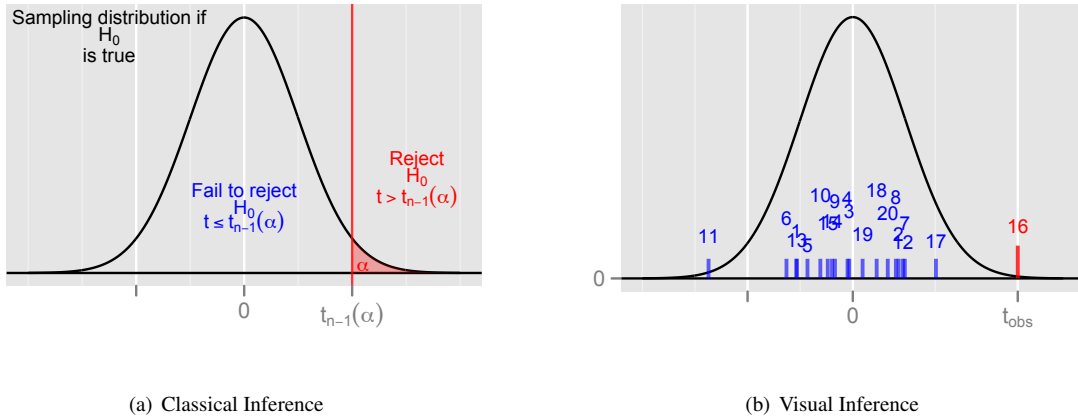 Sampling distribution if
H₀
is true
Reject
H₀
t > tₙ₋₁(α)
Fail to reject
H₀
t ≤ tₙ₋₁(α)
α
0
tₙ₋₁(α)
(a) Classical Inference
11
6
1
13
5
10
15
9
14
4
3
19
18
20
8
2
7
12
17
16
0
0
t_obs
(b) Visual Inference